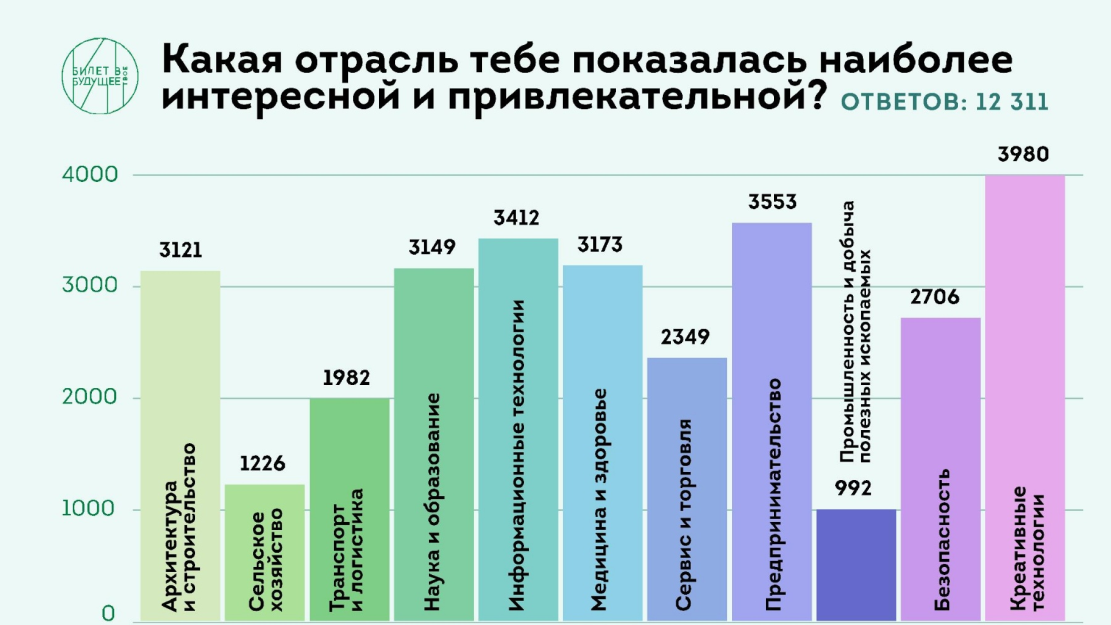 БИЛЕТ В
БУДУЩЕЕ
ТВОЁ
Какая отрасль тебе показалась наиболее
интересной и привлекательной?
ОТВЕТОВ: 12 311
4000
3000
2000
1000
0
3121
Архитектура
и строительство
1226
Сельское
хозяйство
1982
Транспорт
и логистика
3149
Наука и образование
3412
Информационные технологии
3173
Медицина и здоровье
2349
Сервис и торговля
3553
Предпринимательство
Промышленность и добыча
полезных ископаемых
992
2706
Безопасность
3980
Креативные
технологии